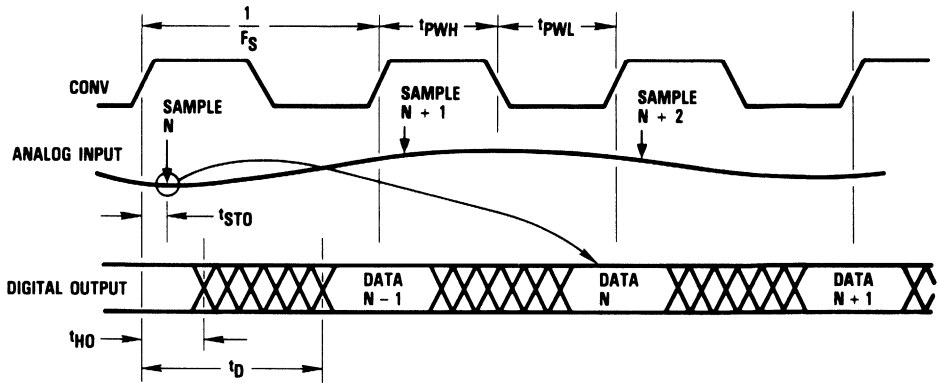 1
FS
tPWH
tPWL
CONV
SAMPLE
N
SAMPLE
N + 1
SAMPLE
N + 2
ANALOG INPUT
tSTO
DIGITAL OUTPUT
DATA
N - 1
DATA
N
DATA
N + 1
tHO
tD